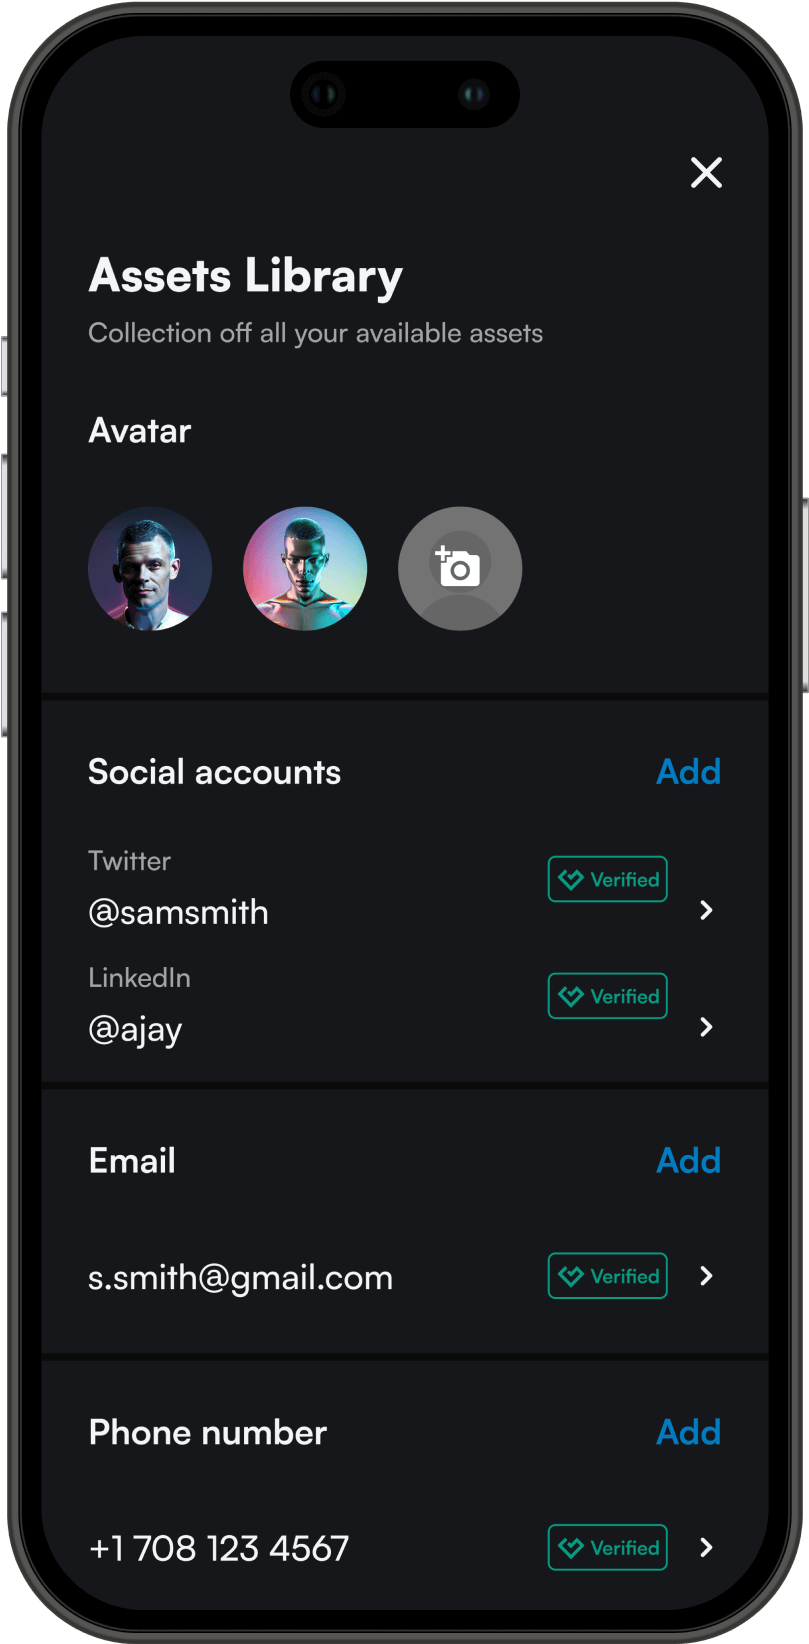 Assets Library
Collection off all your available assets
Avatar
Social accounts
Add
Twitter
Verified
@samsmith
LinkedIn
Verified
@ajay
Email
Add
s.smith@gmail.com
Verified
Phone number
Add
+1 708 123 4567
Verified